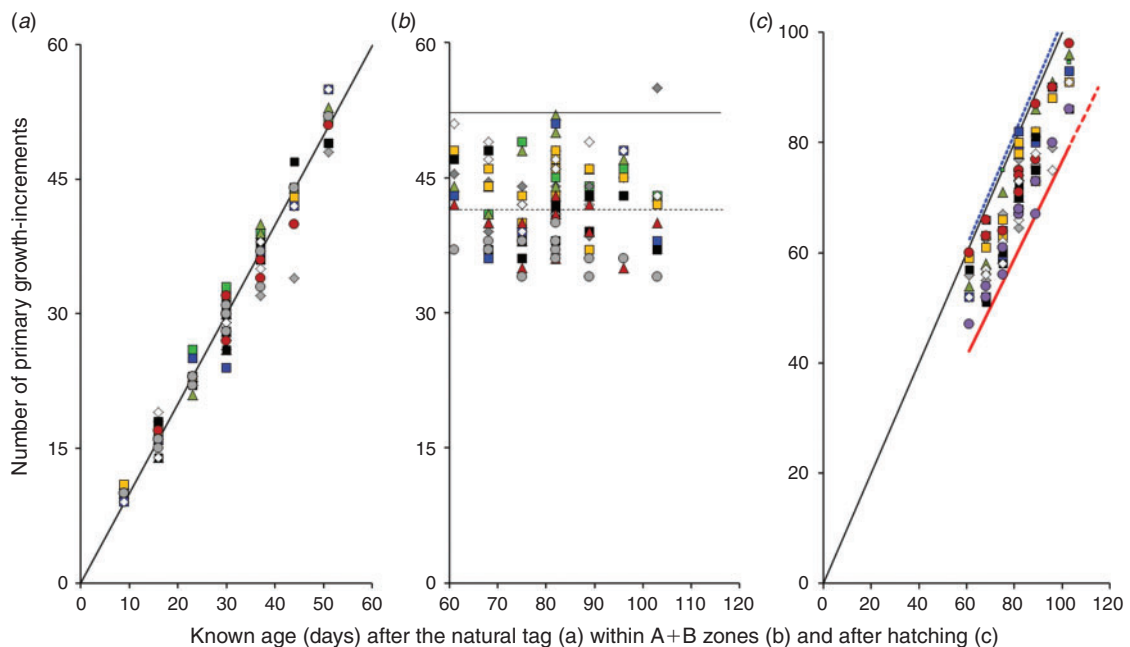 (a)
(b)
(c)
Number of primary growth-increments
60
45
30
15
0
0 10 20 30 40 50 60
60
45
30
15
0
60 70 80 90 100 110 120
100
80
60
40
20
0
0 20 40 60 80 100 120
Known age (days) after the natural tag (a) within A+B zones (b) and after hatching (c)